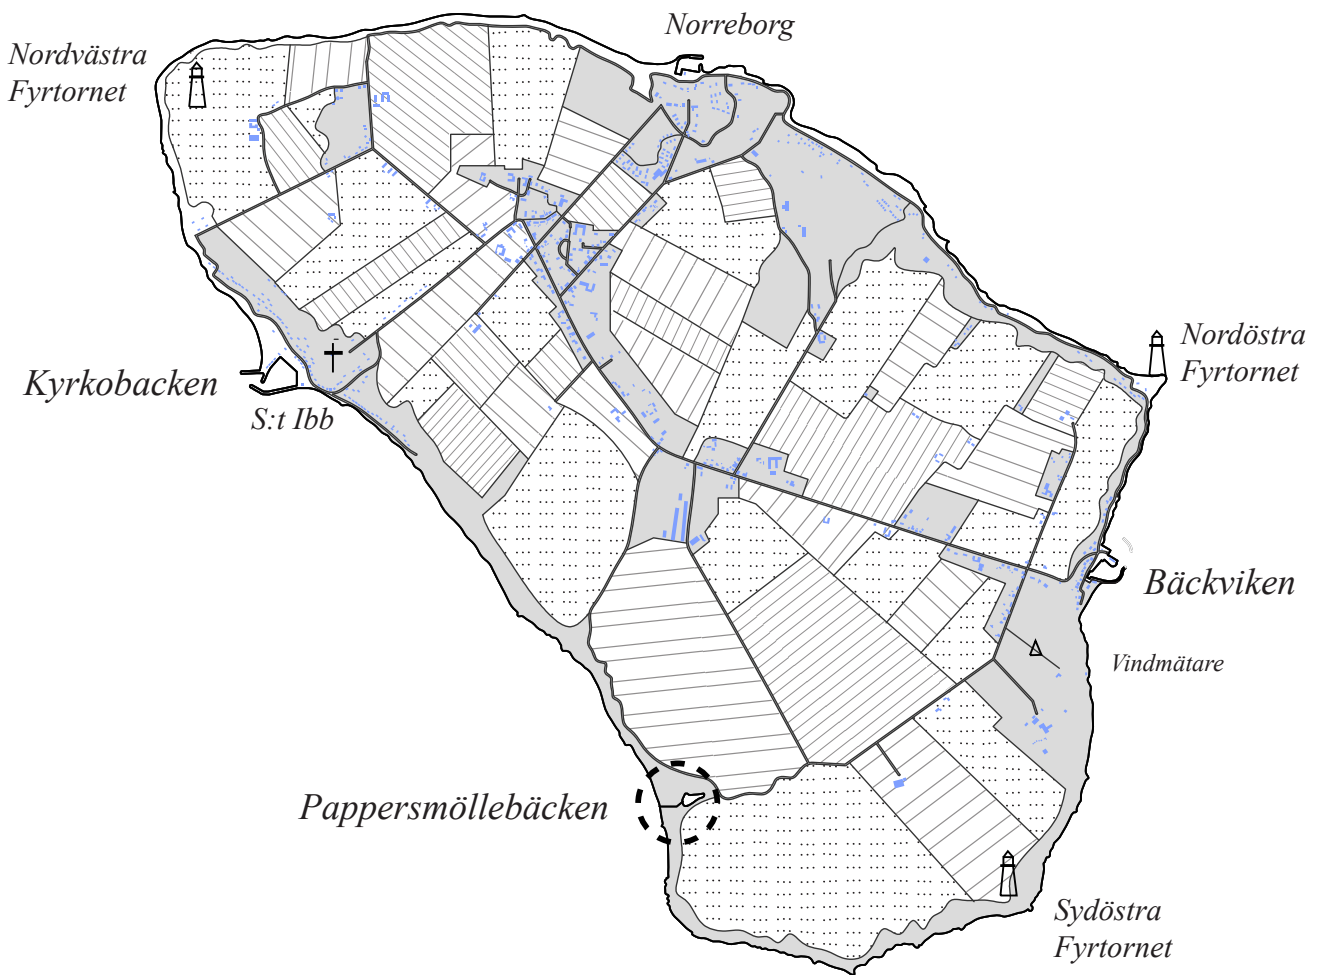 Norreborg
Nordvästra
Fyrtornet
Nordöstra
Fyrtornet
Kyrkobacken
S:t Ibb
Bäckviken
Vindmätare
Pappersmöllebäcken
Sydöstra
Fyrtornet